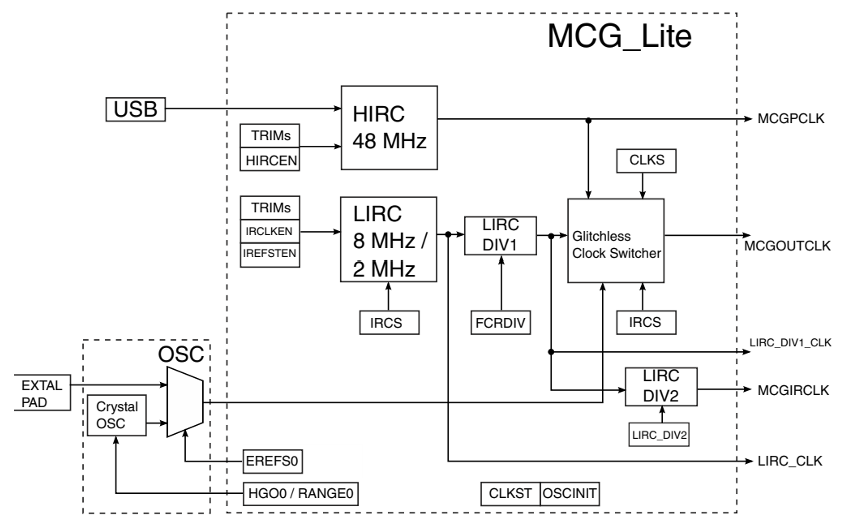 MCG_Lite
USB
HIRC
48 MHz
MCGPCLK
TRIMs
HIRCEN
CLKS
TRIMs
IRCLKEN
IREFSTEN
LIRC
8 MHz /
2 MHz
LIRC
DIV1
Glitchless
Clock Switcher
MCGOUTCLK
IRCS
FCRDIV
IRCS
LIRC_DIV1_CLK
OSC
EXTAL
PAD
Crystal
OSC
LIRC
DIV2
MCGIRCLK
LIRC_DIV2
EREFS0
LIRC_CLK
HGO0 / RANGE0
CLKST
OSCINIT